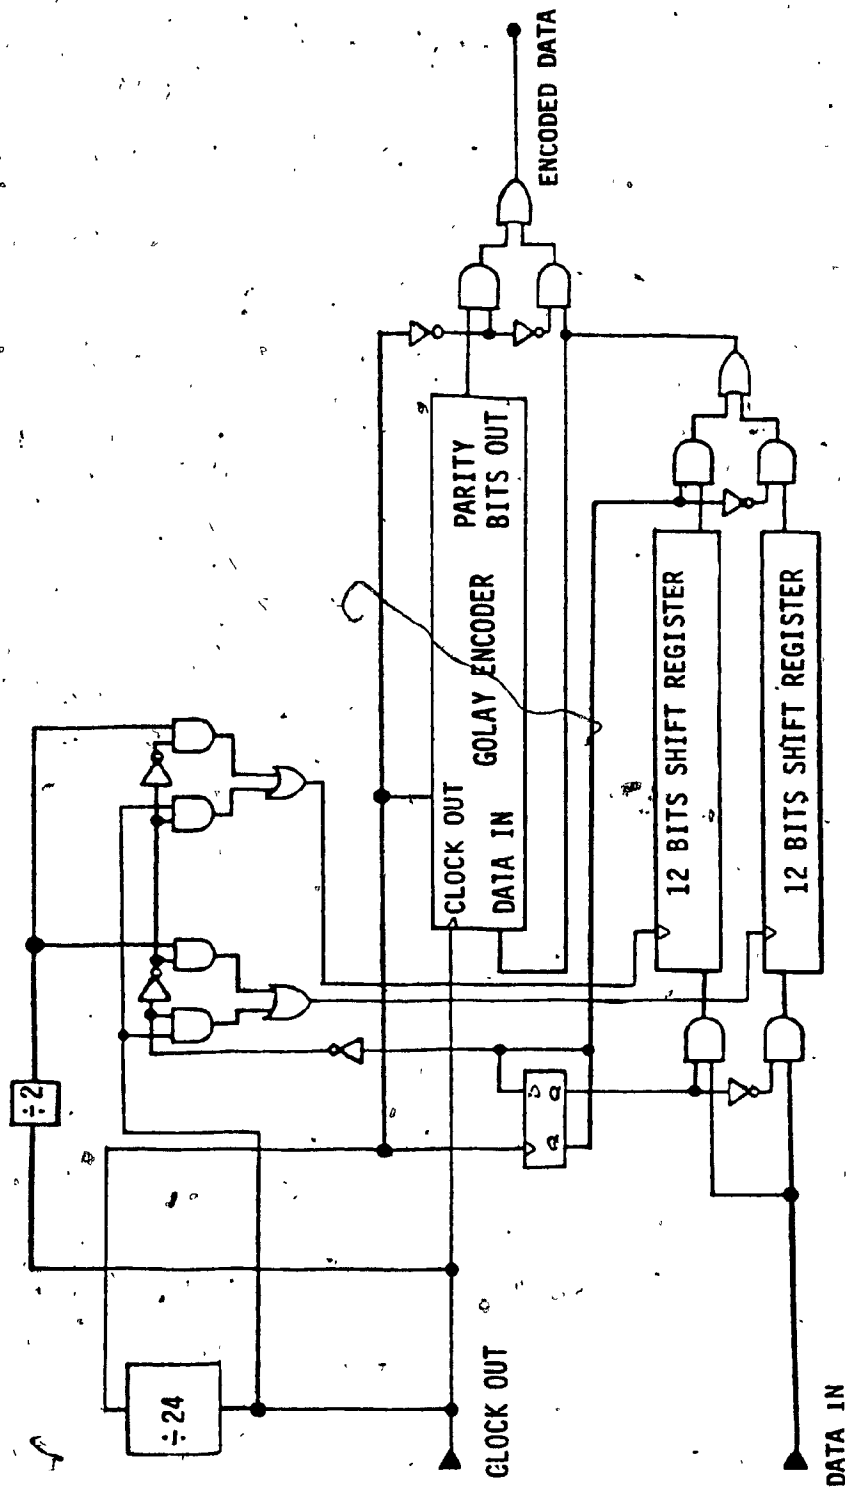 ENCODED DATA
PARITY
BITS OUT
GOLAY ENCODER
CLOCK OUT
DATA IN
12 BITS SHIFT REGISTER
12 BITS SHIFT REGISTER
÷2
D Q
Q
÷24
CLOCK OUT
DATA IN